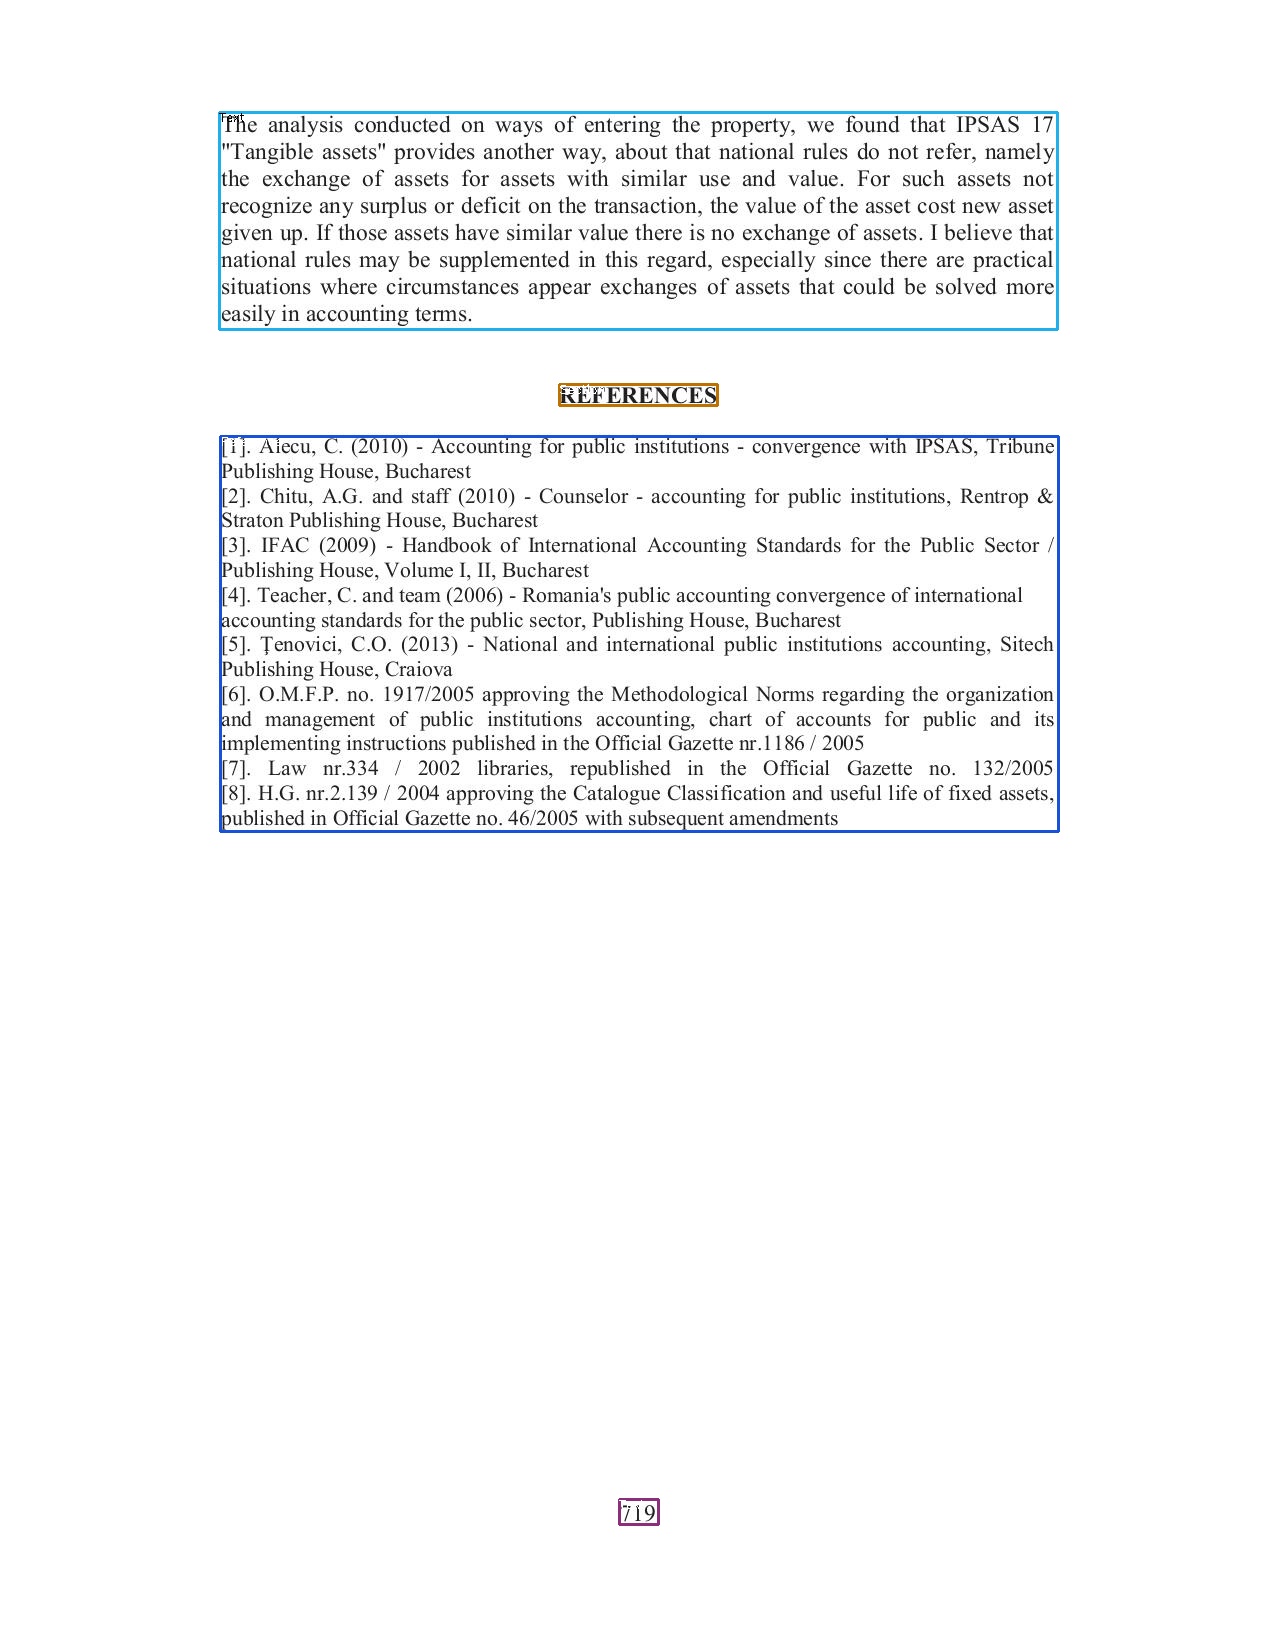 The analysis conducted on ways of entering the property, we found that IPSAS 17
"Tangible assets" provides another way, about that national rules do not refer, namely
the exchange of assets for assets with similar use and value. For such assets not
recognize any surplus or deficit on the transaction, the value of the asset cost new asset
given up. If those assets have similar value there is no exchange of assets. I believe that
national rules may be supplemented in this regard, especially since there are practical
situations where circumstances appear exchanges of assets that could be solved more
easily in accounting terms.
REFERENCES
[1]. Aiecu, C. (2010) - Accounting for public institutions - convergence with IPSAS, Tribune
Publishing House, Bucharest
[2]. Chitu, A.G. and staff (2010) - Counselor - accounting for public institutions, Rentrop &
Straton Publishing House, Bucharest
[3]. IFAC (2009) - Handbook of International Accounting Standards for the Public Sector /
Publishing House, Volume I, II, Bucharest
[4]. Teacher, C. and team (2006) - Romania's public accounting convergence of international
accounting standards for the public sector, Publishing House, Bucharest
[5]. Ţenovici, C.O. (2013) - National and international public institutions accounting, Sitech
Publishing House, Craiova
[6]. O.M.F.P. no. 1917/2005 approving the Methodological Norms regarding the organization
and management of public institutions accounting, chart of accounts for public and its
implementing instructions published in the Official Gazette nr.1186 / 2005
[7]. Law nr.334 / 2002 libraries, republished in the Official Gazette no. 132/2005
[8]. H.G. nr.2.139 / 2004 approving the Catalogue Classification and useful life of fixed assets,
published in Official Gazette no. 46/2005 with subsequent amendments
719